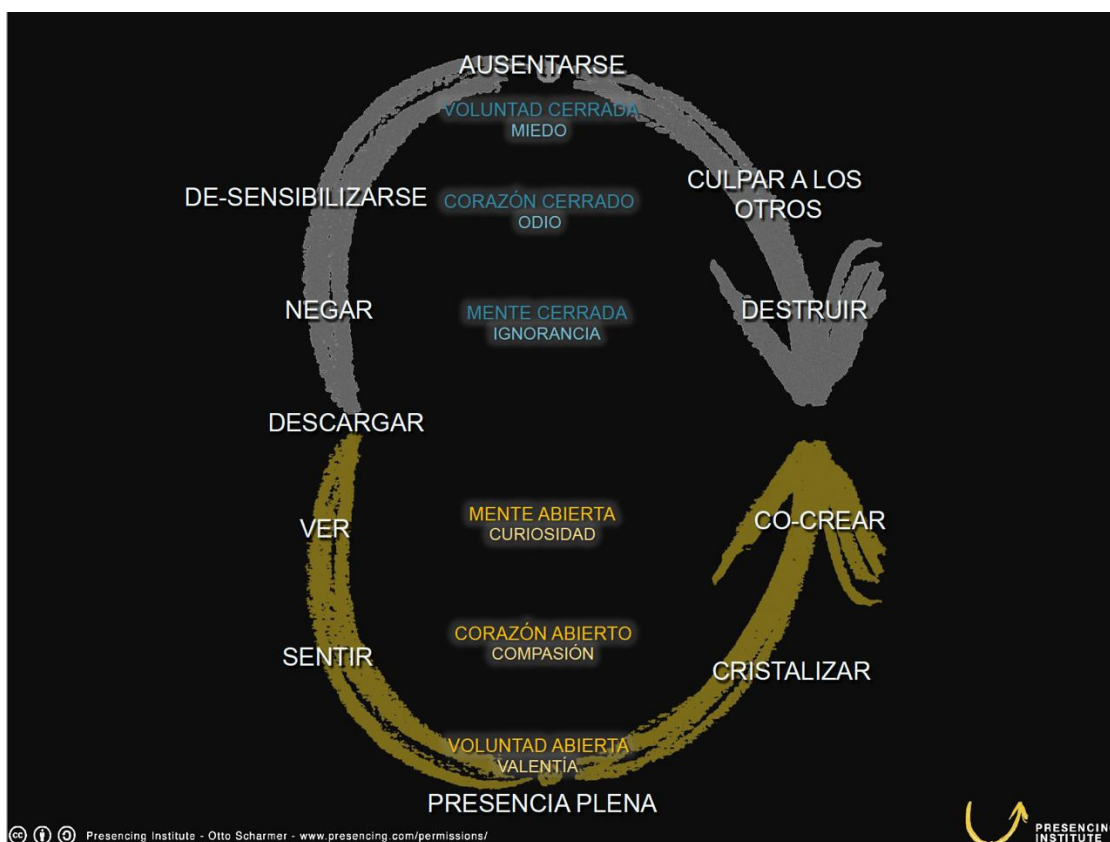 AUSENTARSE
VOLUNTAD CERRADA
MIEDO
DE-SENSIBILIZARSE
CORAZÓN CERRADO
ODIO
CULPAR A LOS
OTROS
NEGAR
MENTE CERRADA
IGNORANCIA
DESTRUIR
DESCARGAR
VER
MENTE ABIERTA
CURIOSIDAD
CO-CREAR
SENTIR
CORAZÓN ABIERTO
COMPASIÓN
CRISTALIZAR
VOLUNTAD ABIERTA
VALENTÍA
PRESENCIA PLENA
cc Presencing Institute - Otto Scharmer - www.presencing.com/permissions/
PRESENCING
INSTITUTE